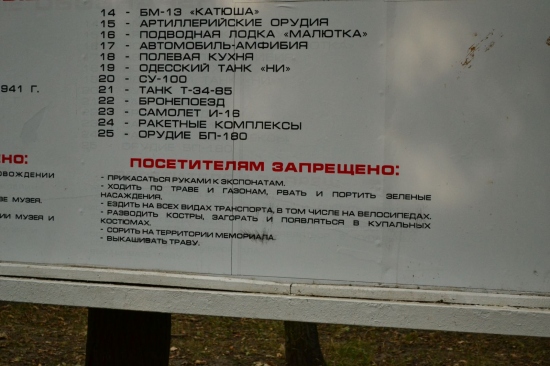 14 - БМ-13 «КАТЮША»
15 - АРТИЛЛЕРИЙСКИЕ ОРУДИЯ
16 - ПОДВОДНАЯ ЛОДКА «МАЛЮТКА»
17 - АВТОМОБИЛЬ-АМФИБИЯ
18 - ПОЛЕВАЯ КУХНЯ
19 - ОДЕССКИЙ ТАНК «НИ»
20 - СУ-100
941 Г.
21 - ТАНК Т-34-85
22 - БРОНЕПОЕЗД
23 - САМОЛЕТ И-16
24 - РАКЕТНЫЕ КОМПЛЕКСЫ
25 - ОРУДИЕ БП-180
НО:
ОВОЖДЕНИИ
ЗЕ МУЗЕЯ.
ИИ МУЗЕЯ И
ПОСЕТИТЕЛЯМ ЗАПРЕЩЕНО:
- ПРИКАСАТЬСЯ РУКАМИ К ЭКСПОНАТАМ.
- ХОДИТЬ ПО ТРАВЕ И ГАЗОНАМ, РВАТЬ И ПОРТИТЬ ЗЕЛЕНЫЕ
НАСАЖДЕНИЯ.
- ЕЗДИТЬ НА ВСЕХ ВИДАХ ТРАНСПОРТА, В ТОМ ЧИСЛЕ НА ВЕЛОСИПЕДАХ.
- РАЗВОДИТЬ КОСТРЫ, ЗАГОРАТЬ И ПОЯВЛЯТЬСЯ В КУПАЛЬНЫХ
КОСТЮМАХ.
- СОРИТЬ НА ТЕРРИТОРИИ МЕМОРИАЛА.
- ВЫКАШИВАТЬ ТРАВУ.